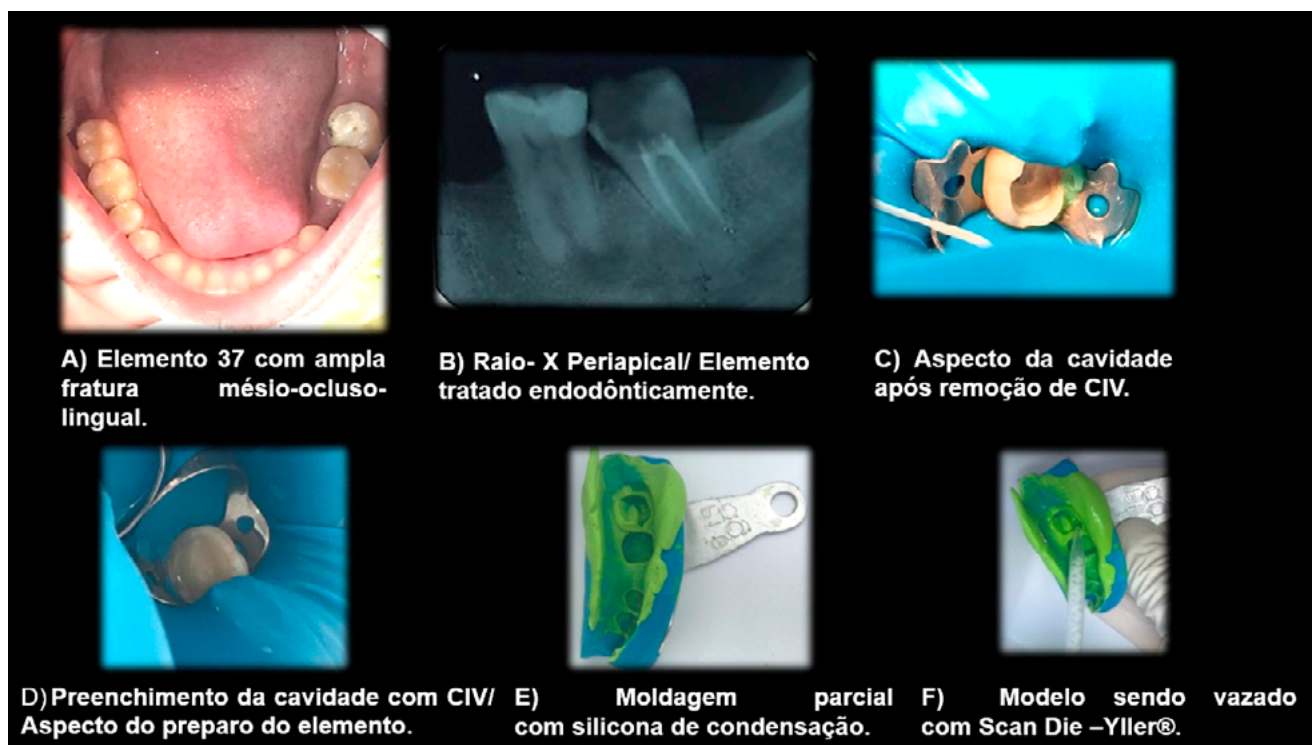 A) Elemento 37 com ampla
fratura mésio-ocluso-
lingual.
B) Raio- X Periapical/ Elemento
tratado endodônticamente.
C) Aspecto da cavidade
após remoção de CIV.
D) Preenchimento da cavidade com CIV/
Aspecto do preparo do elemento.
E) Moldagem parcial
com silicona de condensação.
F) Modelo sendo vazado
com Scan Die –Yller®.